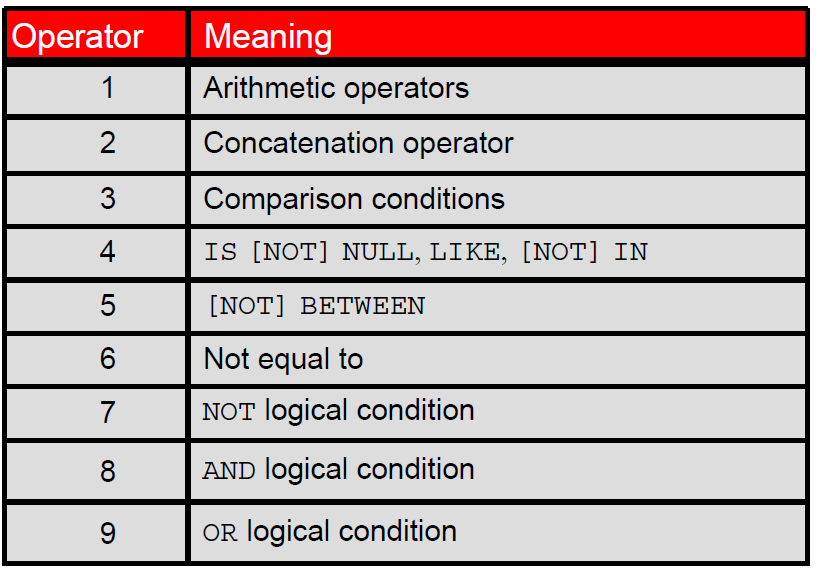 Operator Meaning
1 Arithmetic operators
2 Concatenation operator
3 Comparison conditions
4 IS [NOT] NULL, LIKE, [NOT] IN
5 [NOT] BETWEEN
6 Not equal to
7 NOT logical condition
8 AND logical condition
9 OR logical condition